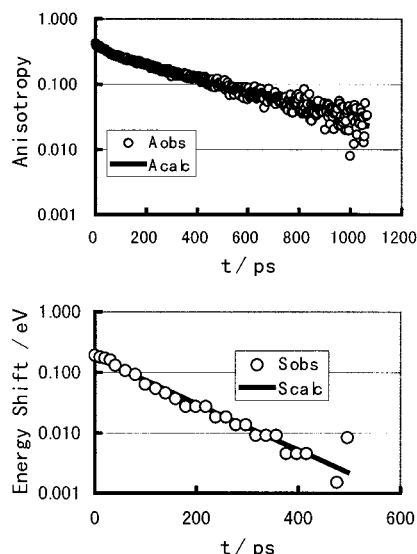 1.000
0.100
0.010
0.001
Anisotropy
Aobs
Acalc
0 200 400 600 800 1000 1200
t/ ps
1.000
0.100
0.010
0.001
Energy Shift / eV
Sobs
Scalc
0 200 400 600
t/ ps